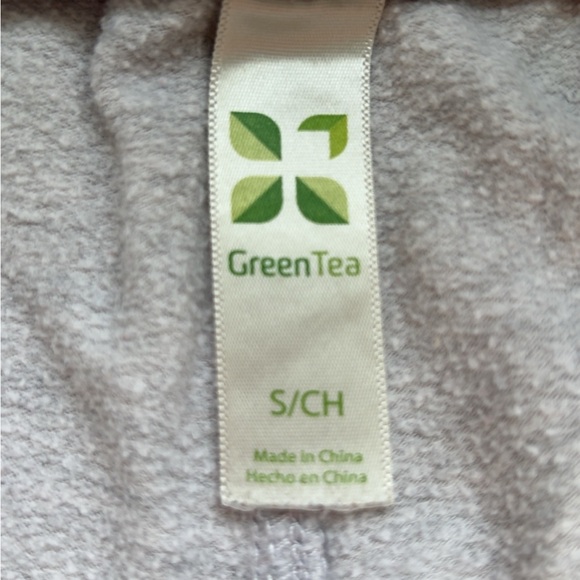 GreenTea
S/CH
Made in China
Hecho en China